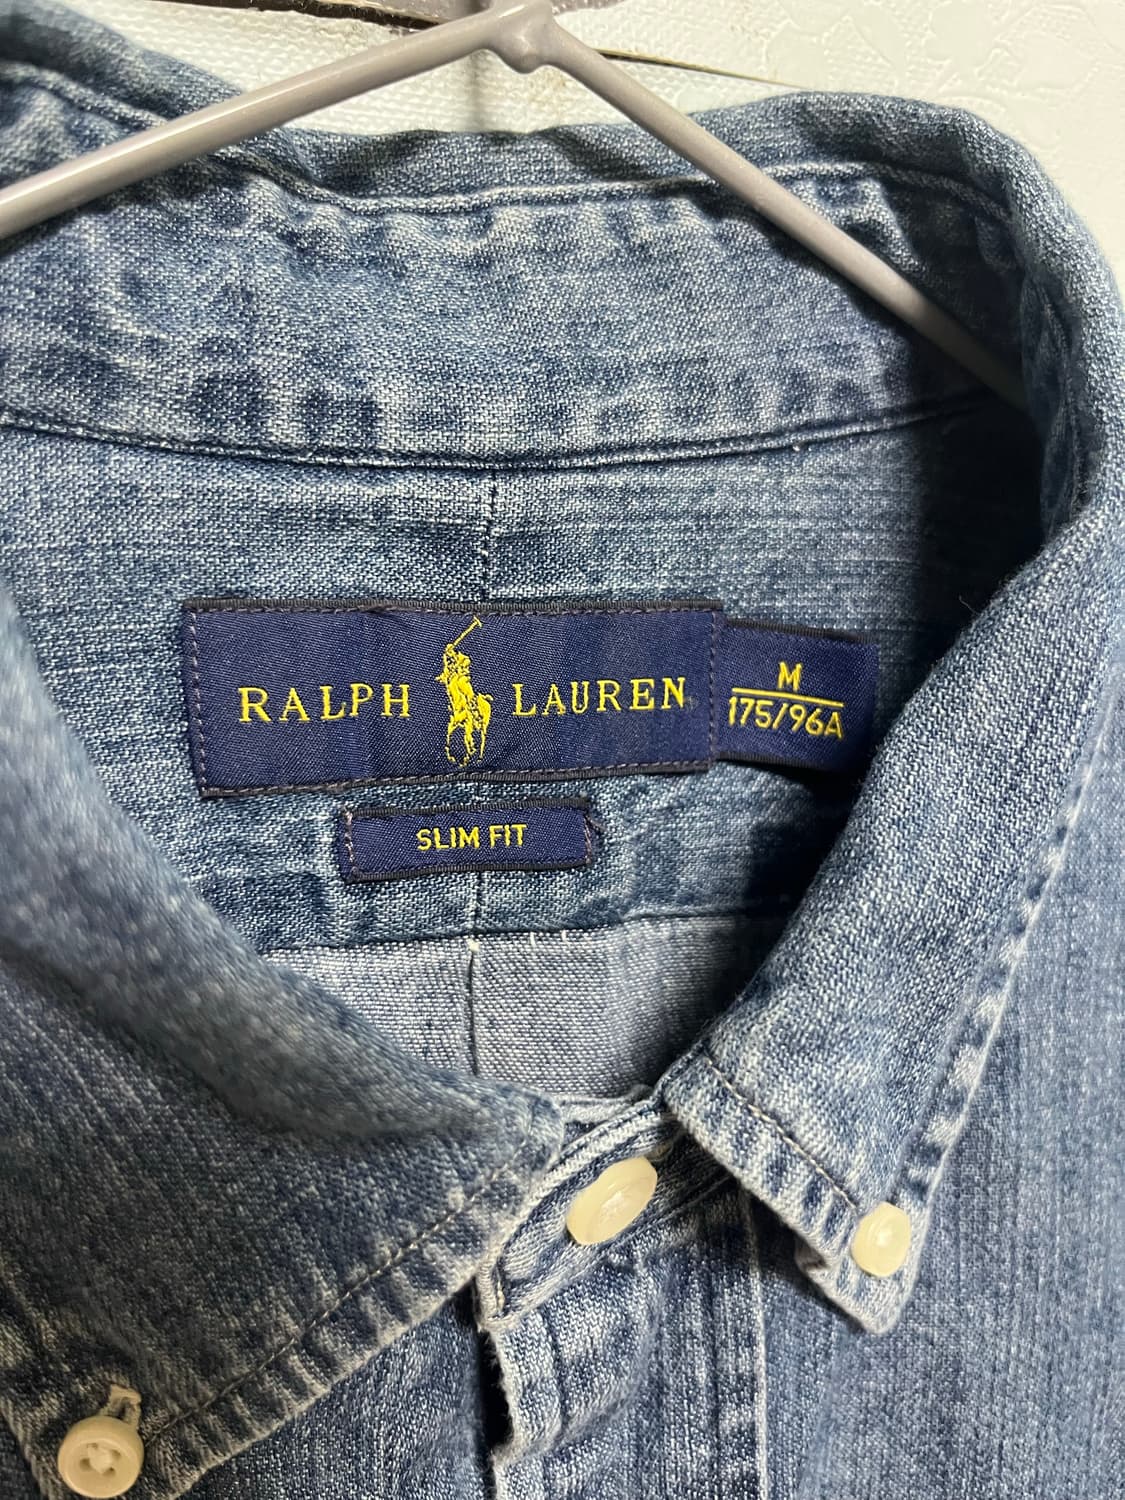 RALPH LAUREN
M
175/96A
SLIM FIT